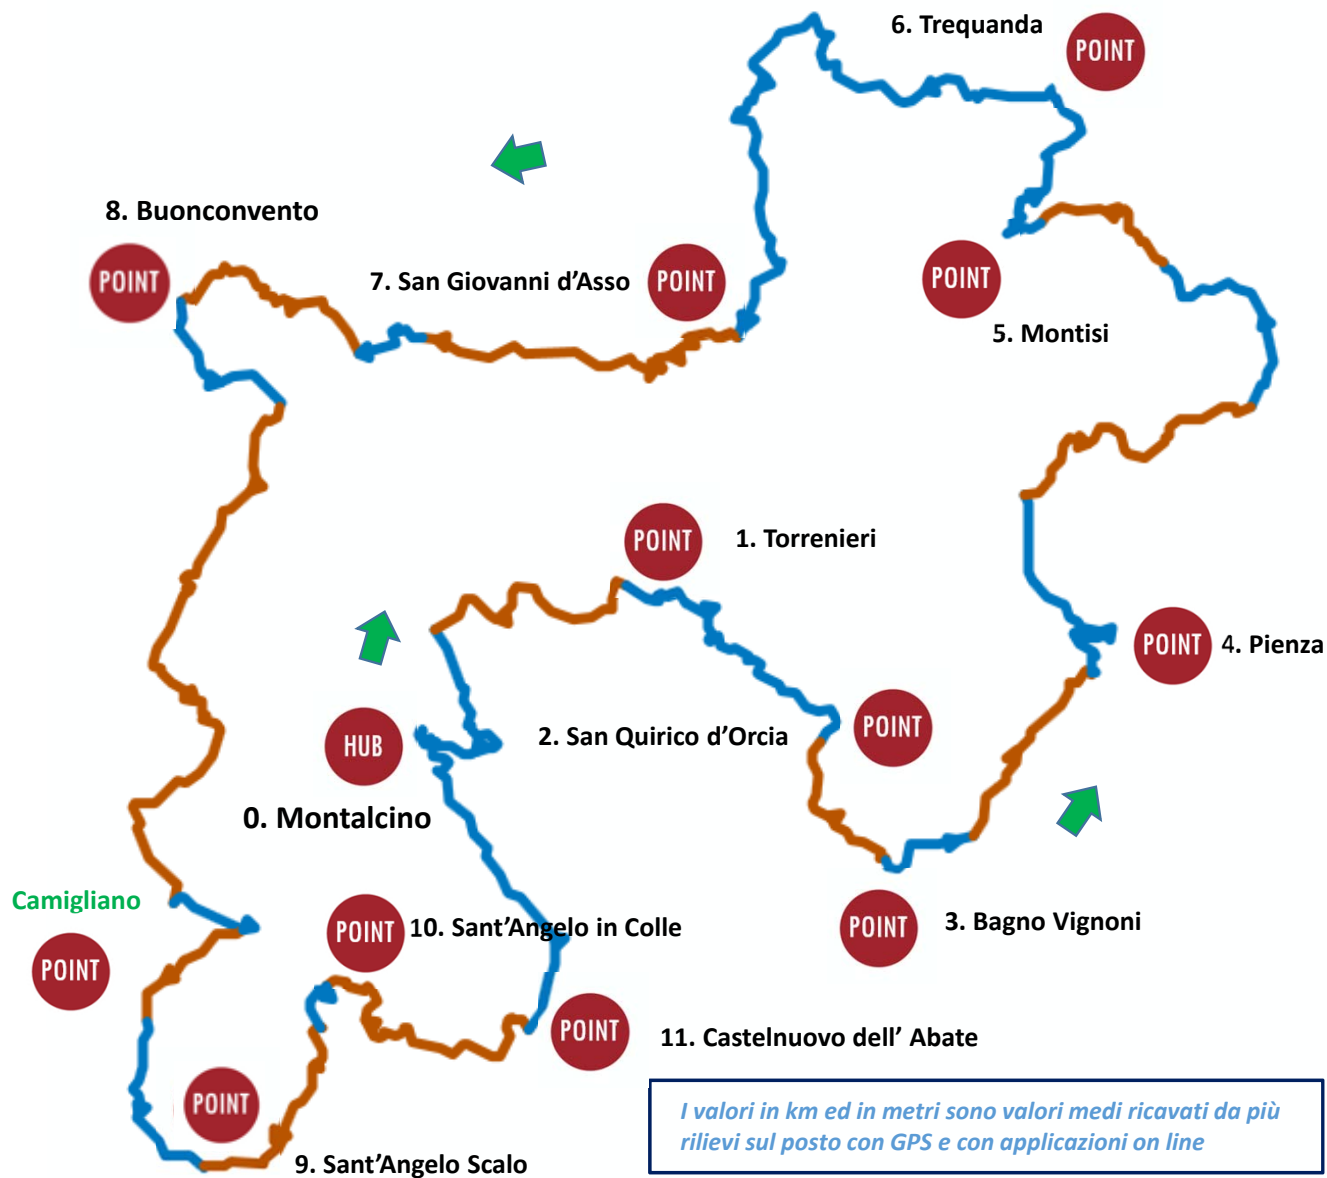 6. Trequanda
POINT
8. Buonconvento
POINT
7. San Giovanni d’Asso
POINT
POINT
5. Montisi
POINT
1. Torrenieri
POINT
4. Pienza
HUB
2. San Quirico d’Orcia
POINT
0. Montalcino
Camigliano
POINT
POINT
10. Sant’Angelo in Colle
POINT
3. Bagno Vignoni
POINT
11. Castelnuovo dell’ Abate
POINT
9. Sant’Angelo Scalo
I valori in km ed in metri sono valori medi ricavati da più
rilievi sul posto con GPS e con applicazioni on line